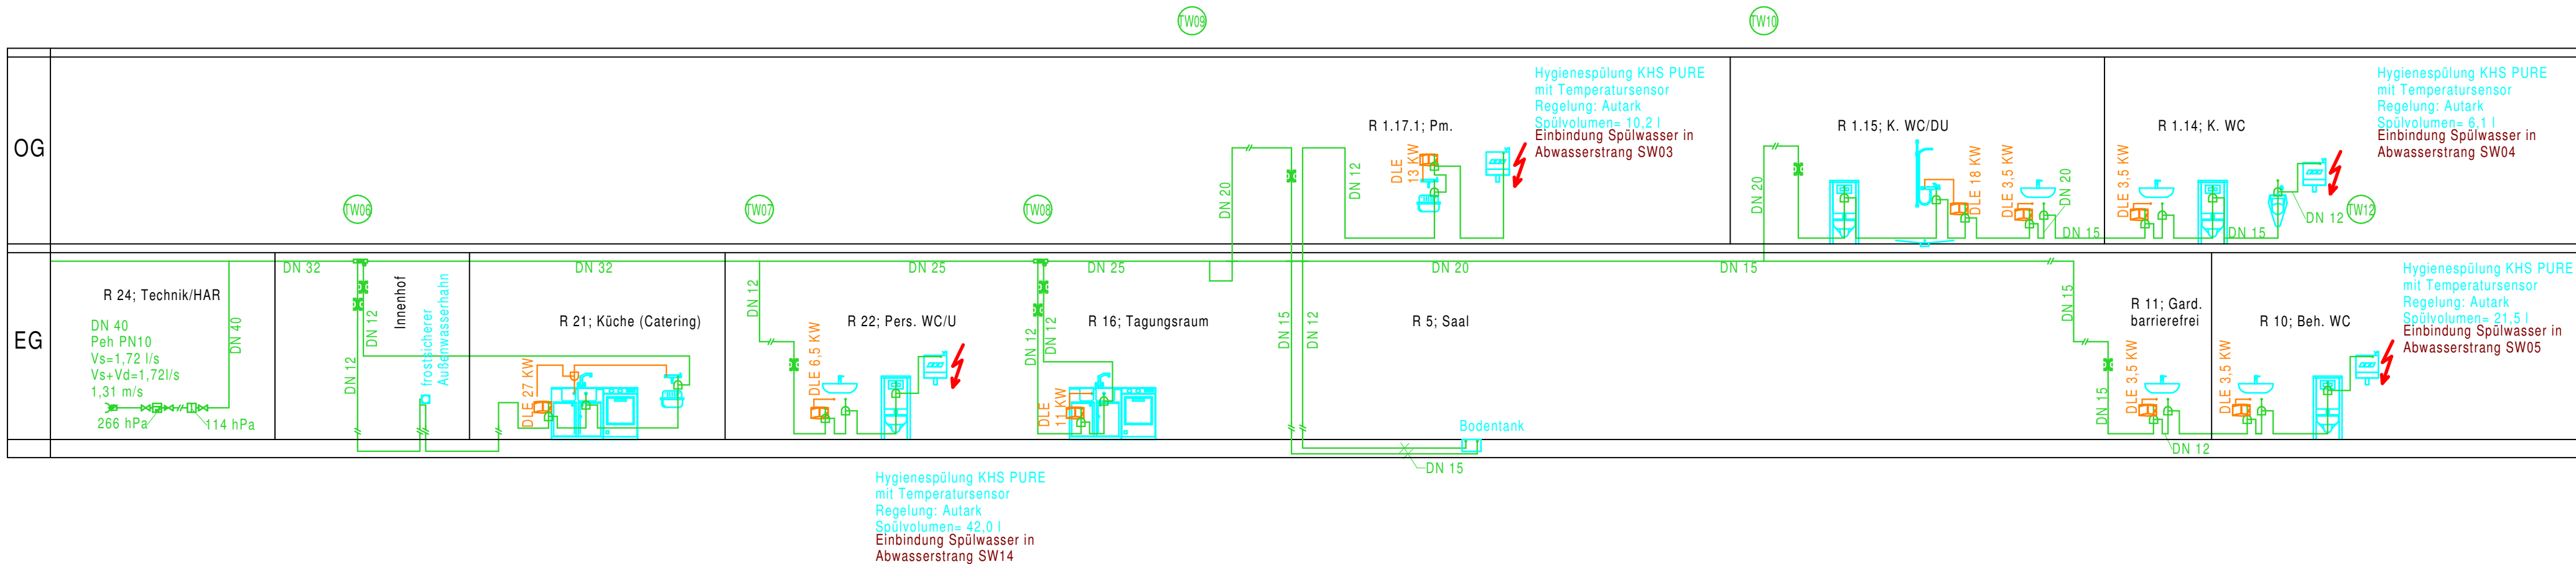 TW09
TW10
OG
Hygienespülung KHS PURE
mit Temperatursensor
Regelung: Autark
Spülvolumen= 10,2 l
Einbindung Spülwasser in
Abwasserstrang SW03
R 1.17.1; Pm.
DLE
13 KW
DN 12
DN 20
R 1.15; K. WC/DU
DN 20
DLE 18 KW
DLE 3,5 KW
DN 20
DN 15
R 1.14; K. WC
DLE 3,5 KW
DN 15
DN 12
TW12
Hygienespülung KHS PURE
mit Temperatursensor
Regelung: Autark
Spülvolumen= 6,1 l
Einbindung Spülwasser in
Abwasserstrang SW04
TW06
TW07
TW08
EG
DN 32
DN 32
DN 25
DN 25
DN 20
DN 15
R 24; Technik/HAR
DN 40
Peh PN10
Vs=1,72 l/s
Vs+Vd=1,72l/s
1,31 m/s
266 hPa
114 hPa
DN 40
DN 12
DN 12
Innenhof
frostsicherer
Außenwasserhahn
R 21; Küche (Catering)
DLE 27 KW
DN 12
R 22; Pers. WC/U
DLE 6,5 KW
DN 12
DN 12
R 16; Tagungsraum
DLE
11 KW
DN 15
DN 12
R 5; Saal
Bodentank
DN 15
DN 15
DN 15
R 11; Gard.
barrierefrei
DLE 3,5 KW
DN 12
R 10; Beh. WC
DLE 3,5 KW
Hygienespülung KHS PURE
mit Temperatursensor
Regelung: Autark
Spülvolumen= 21,5 l
Einbindung Spülwasser in
Abwasserstrang SW05
Hygienespülung KHS PURE
mit Temperatursensor
Regelung: Autark
Spülvolumen= 42,0 l
Einbindung Spülwasser in
Abwasserstrang SW14